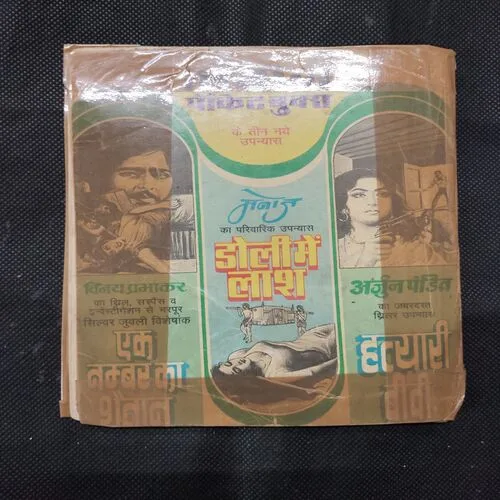 पॉकेट बुक्स
के तीन नये
उपन्यास
मनोज
का पारिवारिक उपन्यास
डोली में
लाश
विनय प्रभाकर
का थ्रिल, सस्पेंस व
इन्वेस्टीगेशन से भरपूर
सिल्वर जुबली विशेषांक
एक
नम्बर का
शैतान
अर्जुन पंडित
का जबरदस्त
थ्रिलर उपन्यास
हत्यारी
बीवी